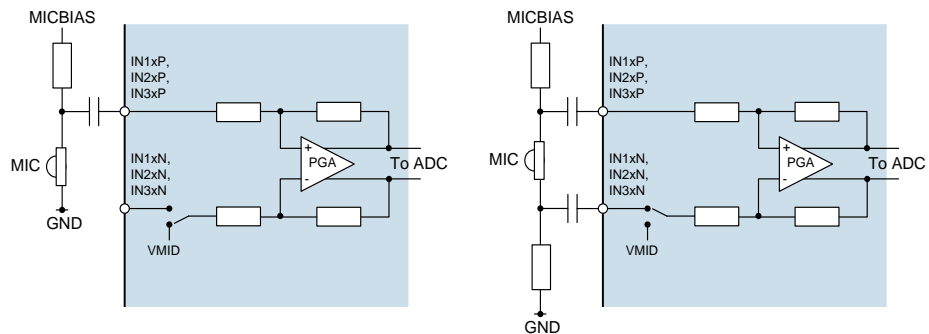 MICBIAS
IN1xP,
IN2xP,
IN3xP
+
PGA
-
To ADC
MIC
IN1xN,
IN2xN,
IN3xN
GND
VMID
MICBIAS
IN1xP,
IN2xP,
IN3xP
+
PGA
-
To ADC
MIC
IN1xN,
IN2xN,
IN3xN
VMID
GND